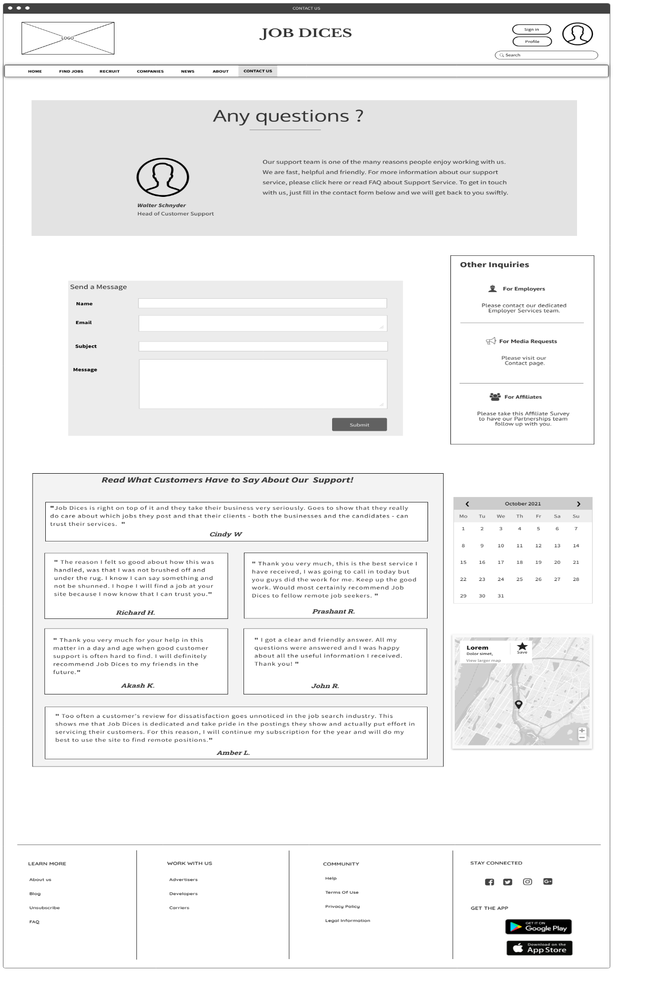 CONTACT US
LOGO
JOB DICES
Sign in
Profile
Search
HOME FIND JOBS RECRUIT COMPANIES NEWS ABOUT CONTACT US
Any questions ?
Our support team is one of the many reasons people enjoy working with us.
We are fast, helpful and friendly. For more information about our support
service, please click here or read FAQ about Support Service. To get in touch
with us, just fill in the contact form below and we will get back to you swiftly.
Walter Schnyder
Head of Customer Support
Send a Message
Name
Email
Subject
Message
Submit
Other Inquiries
For Employers
Please contact our dedicated
Employer Services team.
For Media Requests
Please visit our
Contact page.
For Affiliates
Please take this Affiliate Survey
to have our Partnerships team
follow up with you.
Read What Customers Have to Say About Our  Support!
"Job Dices is right on top of it and they take their business very seriously. Goes to show that they really
do care about which jobs they post and that their clients - both the businesses and the candidates - can
trust their services. "
Cindy W
" The reason I felt so good about how this was
handled, was that I was not brushed off and
under the rug. I know I can say something and
not be shunned. I hope I will find a job at your
site because I now know that I can trust you."
Richard H.
" Thank you very much, this is the best service I
have received, I was going to call in today but
you guys did the work for me. Keep up the good
work. Would most certainly recommend Job
Dices to fellow remote job seekers. "
Prashant R.
" Thank you very much for your help in this
matter in a day and age when good customer
support is often hard to find. I will definitely
recommend Job Dices to my friends in the
future."
Akash K.
" I got a clear and friendly answer. All my
questions were answered and I was happy
about all the useful information I received.
Thank you! "
John R.
" Too often a customer's review for dissatisfaction goes unnoticed in the job search industry. This
shows me that Job Dices is dedicated and take pride in the postings they show and actually put effort in
servicing their customers. For this reason, I will continue my subscription for the year and will do my
best to use the site to find remote positions."
Amber L.
October 2021
Mo Tu We Th Fr Sa Su
1 2 3 4 5 6 7
8 9 10 11 12 13 14
15 16 17 18 19 20 21
22 23 24 25 26 27 28
29 30 31
Lorem
Dolor simet,
View larger map
Save
LEARN MORE
About us
Blog
Unsubscribe
FAQ
WORK WITH US
Advertisers
Developers
Carriers
COMMUNITY
Help
Terms Of Use
Privacy Policy
Legal Information
STAY CONNECTED
G+
GET THE APP
GET IT ON
Google Play
Download on the
App Store